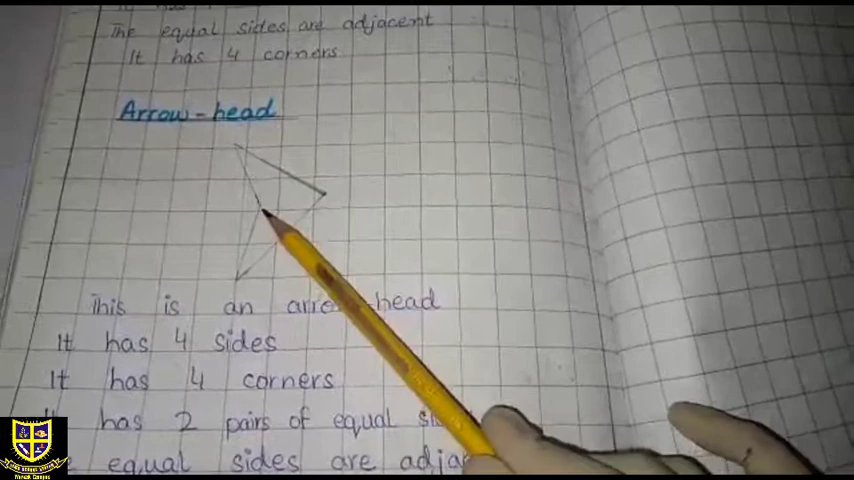 The equal sides are adjacent
It has 4 corners
Arrow-head
This is an arrow-head
It has 4 sides
It has 4 corners
It has 2 pairs of equal
equal sides are